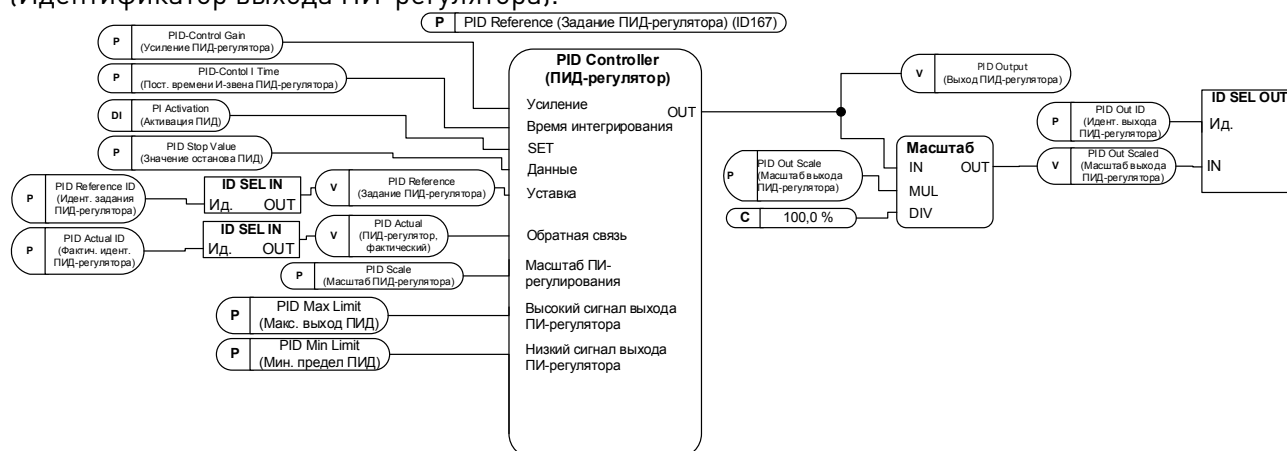 (Идентификатор выхода ПИ-регулятора).
P PID Reference (Задание ПИД-регулятора) (ID167)
P PID-Control Gain
(Усиление ПИД-регулятора)
P PID-Contol I Time
(Пост. времени И-звена ПИД-регулятора)
DI PI Activation
(Активация ПИД)
P PID Stop Value
(Значение останова ПИД)
P PID Reference ID
(Идент. задания
ПИД-регулятора)
ID SEL IN
Ид. OUT
V PID Reference
(Задание ПИД-регулятора)
P PID Actual ID
(Фактич. идент.
ПИД-регулятора)
ID SEL IN
Ид. OUT
V PID Actual
(ПИД-регулятор,
фактический)
P PID Scale
(Масштаб ПИД-регулятора)
P PID Max Limit
(Макс. выход ПИД)
P PID Min Limit
(Мин. предел ПИД)
PID Controller
(ПИД-регулятор)
Усиление
OUT
Время интегрирования
SET
Данные
Уставка
Обратная связь
Масштаб ПИ-
регулирования
Высокий сигнал выхода
ПИ-регулятора
Низкий сигнал выхода
ПИ-регулятора
V PID Output
(Выход ПИД-регулятора)
P PID Out Scale
(Масштаб выхода
ПИД-регулятора)
C 100,0 %
Масштаб
IN OUT
MUL
DIV
P PID Out ID
(Идент. выхода
ПИД-регулятора)
V PID Out Scaled
(Масштаб выхода
ПИД-регулятора)
ID SEL OUT
Ид.
IN